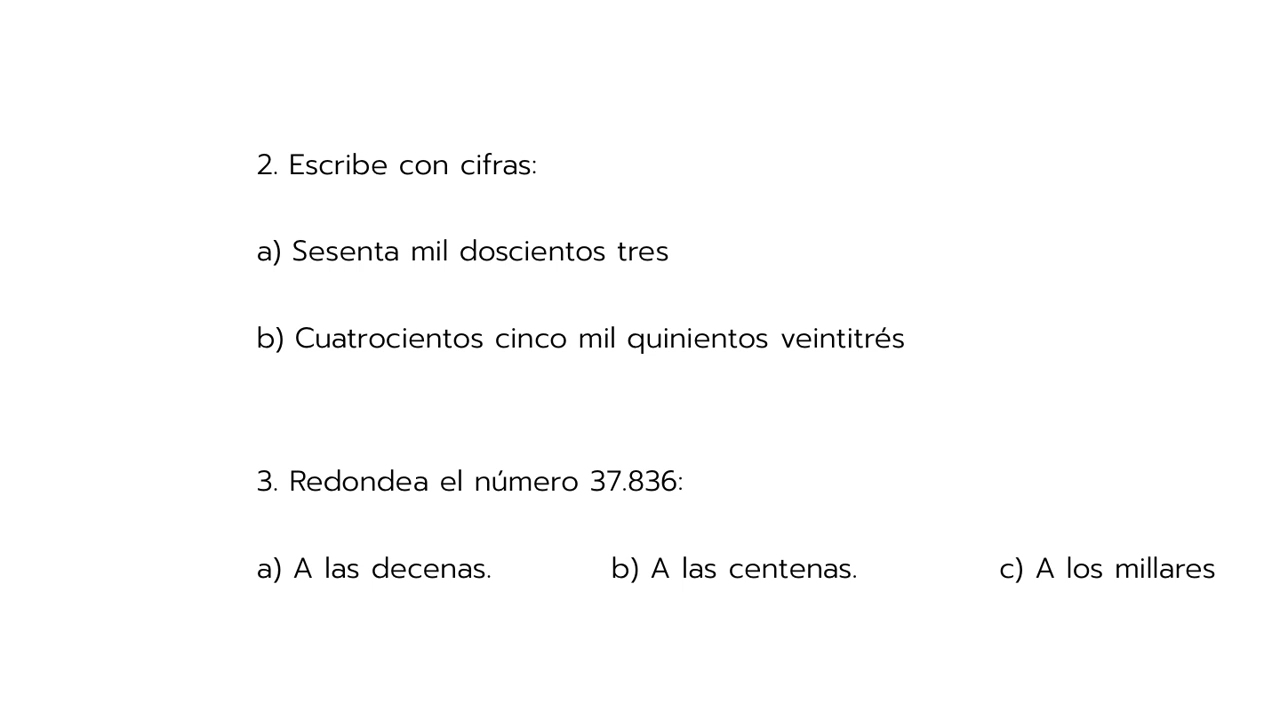 2. Escribe con cifras:
a) Sesenta mil doscientos tres
b) Cuatrocientos cinco mil quinientos veintitrés
3. Redondea el número 37.836:
a) A las decenas. b) A las centenas. c) A los millares